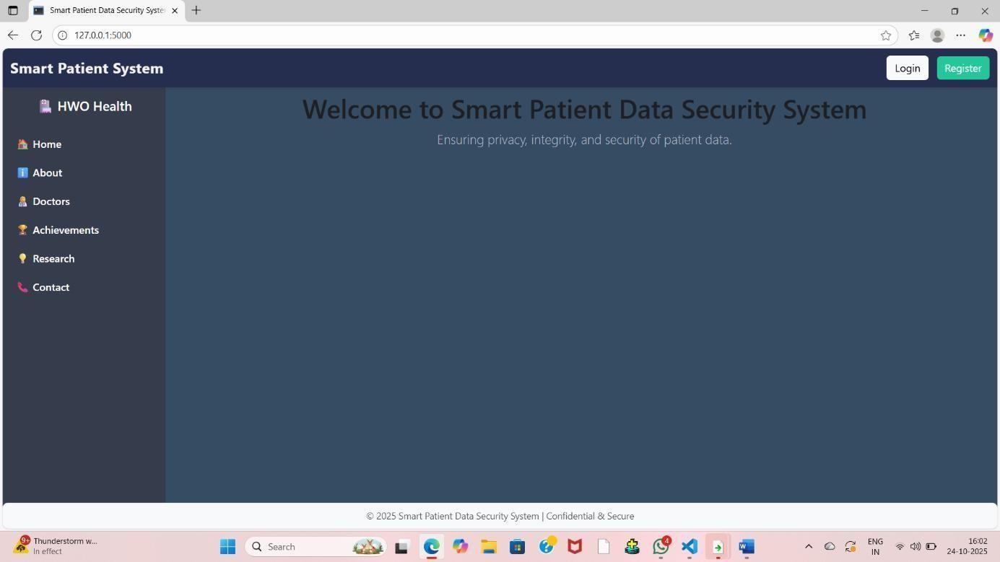 Smart Patient Data Security Syste
127.0.0.1:5000
Smart Patient System
Login
Register
HWO Health
Home
About
Doctors
Achievements
Research
Contact
Welcome to Smart Patient Data Security System
Ensuring privacy, integrity, and security of patient data.
© 2025 Smart Patient Data Security System | Confidential & Secure
9+
Thunderstorm w...
In effect
Search
4
ENG
IN
16:02
24-10-2025